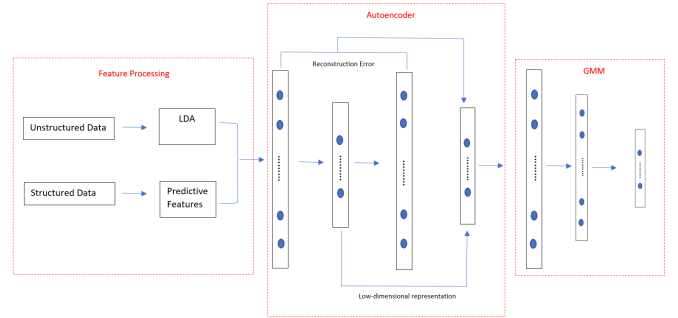 Autoencoder
Feature Processing
GMM
Reconstruction Error
Unstructured Data
LDA
Structured Data
Predictive
Features
Low-dimensional representation